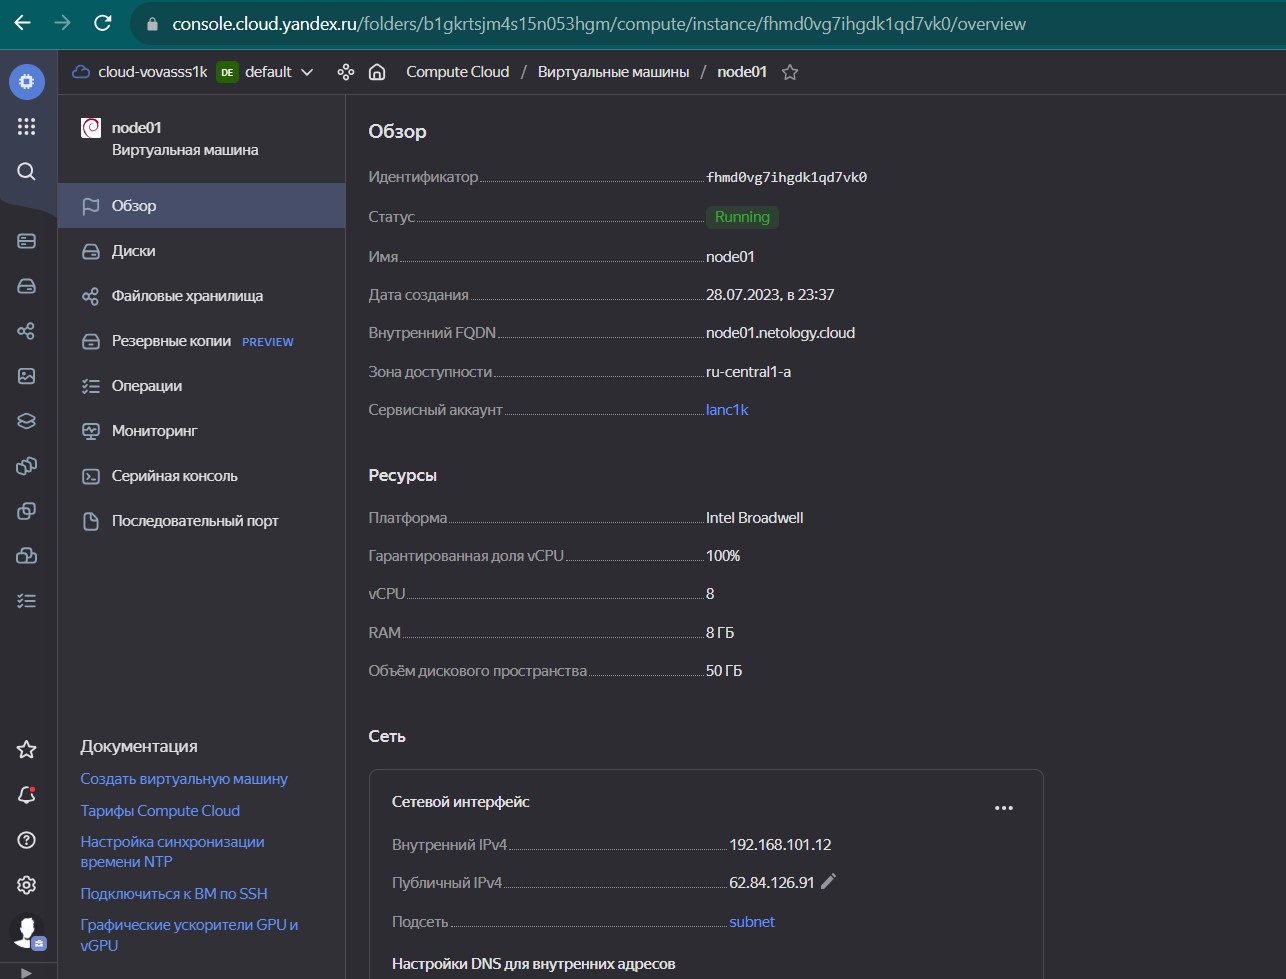 console.cloud.yandex.ru/folders/b1gkrtsjm4s15n053hgm/compute/instance/fhmd0vg7ihgdk1qd7vk0/overview
cloud-vovasss1k DE default Compute Cloud / Виртуальные машины / node01
node01
Виртуальная машина
Обзор
Диски
Файловые хранилища
Резервные копии PREVIEW
Операции
Мониторинг
Серийная консоль
Последовательный порт
Документация
Создать виртуальную машину
Тарифы Compute Cloud
Настройка синхронизации
времени NTP
Подключиться к ВМ по SSH
Графические ускорители GPU и
vGPU
Обзор
Идентификатор fhmd0vg7ihgdk1qd7vk0
Статус Running
Имя node01
Дата создания 28.07.2023, в 23:37
Внутренний FQDN node01.netology.cloud
Зона доступности ru-central1-a
Сервисный аккаунт lanc1k
Ресурсы
Платформа Intel Broadwell
Гарантированная доля vCPU 100%
vCPU 8
RAM 8 ГБ
Объём дискового пространства 50 ГБ
Сеть
Сетевой интерфейс
Внутренний IPv4 192.168.101.12
Публичный IPv4 62.84.126.91
Подсеть subnet
Настройки DNS для внутренних адресов